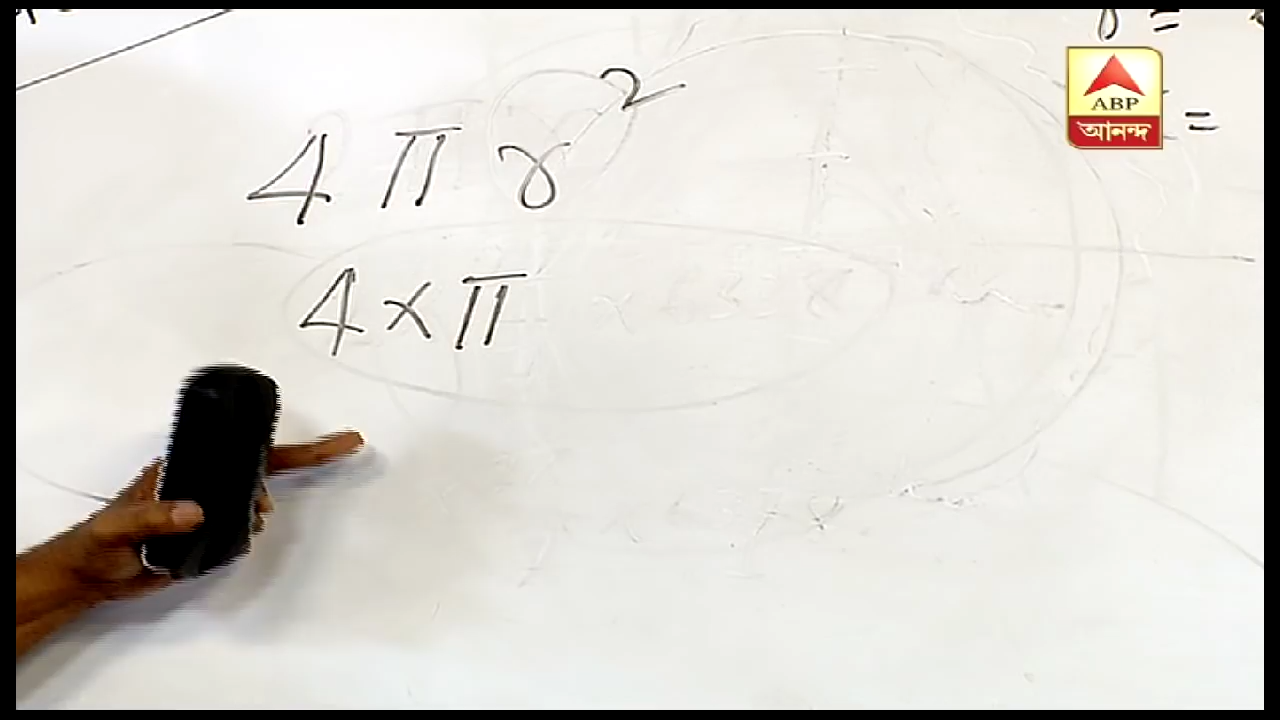 4 π r²
4 × π
r =
=
ABP
আনন্দ